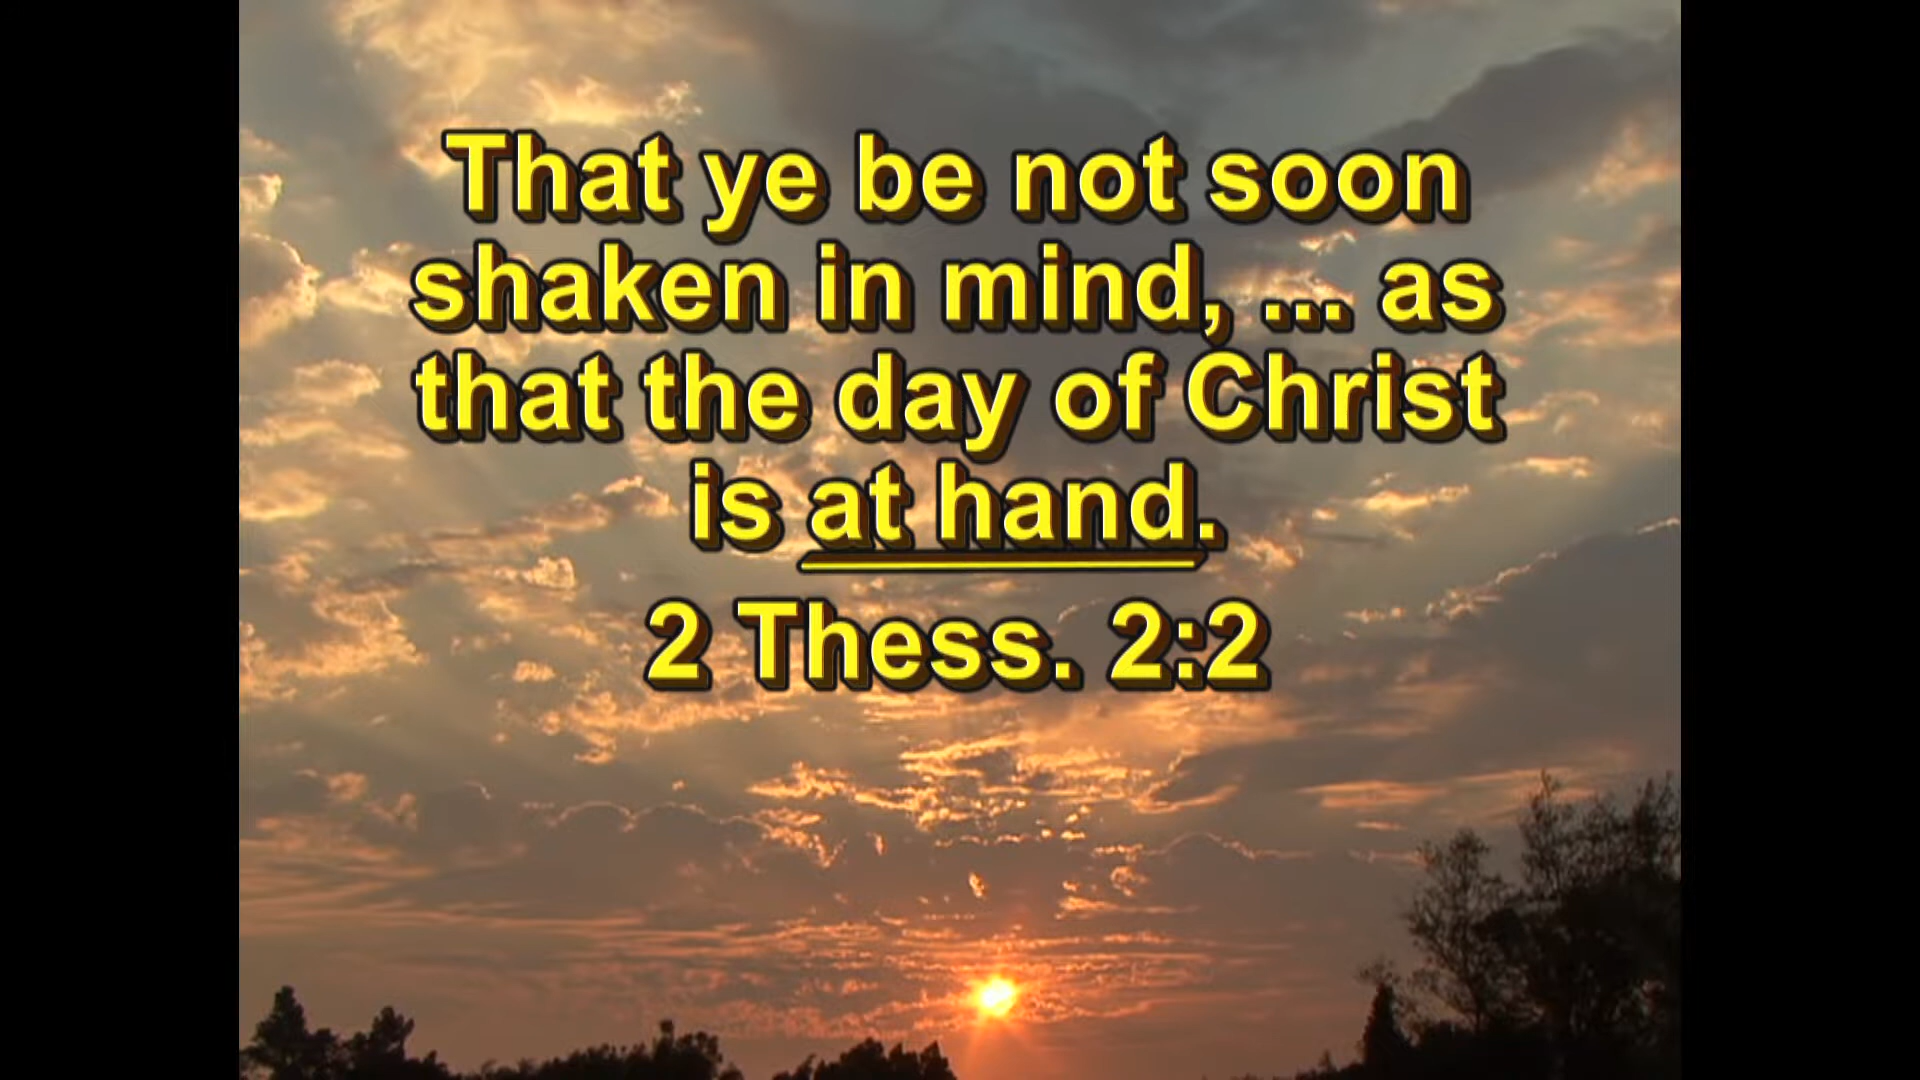 That ye be not soon
shaken in mind, ... as
that the day of Christ
is at hand.
2 Thess. 2:2